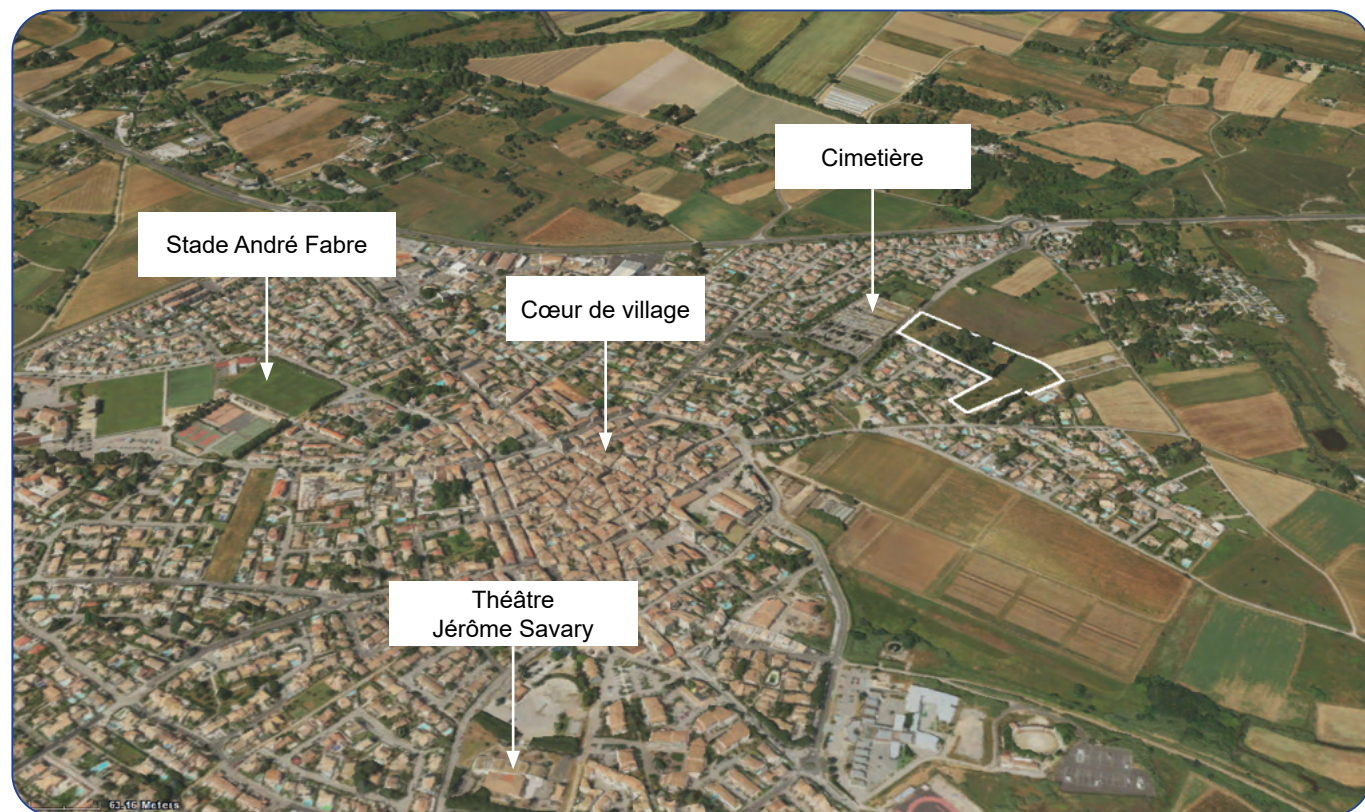 Cimetière
Stade André Fabre
Cœur de village
Théâtre
Jérôme Savary
63.16 Meters